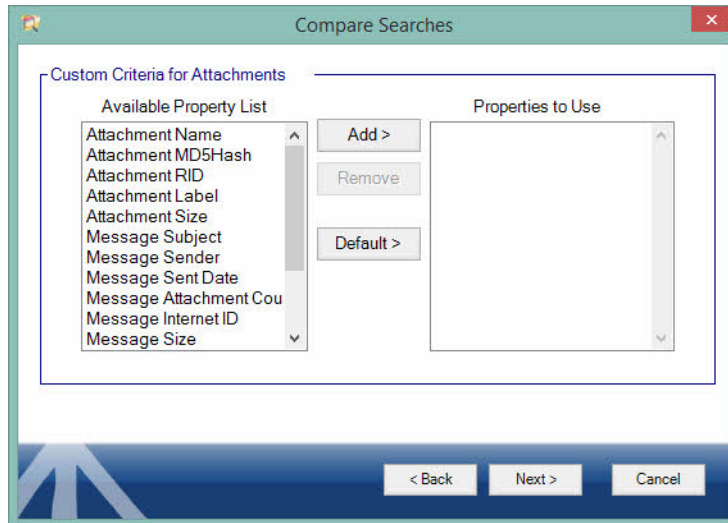 Compare Searches
Custom Criteria for Attachments
Available Property List
Properties to Use
Attachment Name
Attachment MD5Hash
Attachment RID
Attachment Label
Attachment Size
Message Subject
Message Sender
Message Sent Date
Message Attachment Cou
Message Internet ID
Message Size
Add >
Remove
Default >
< Back
Next >
Cancel